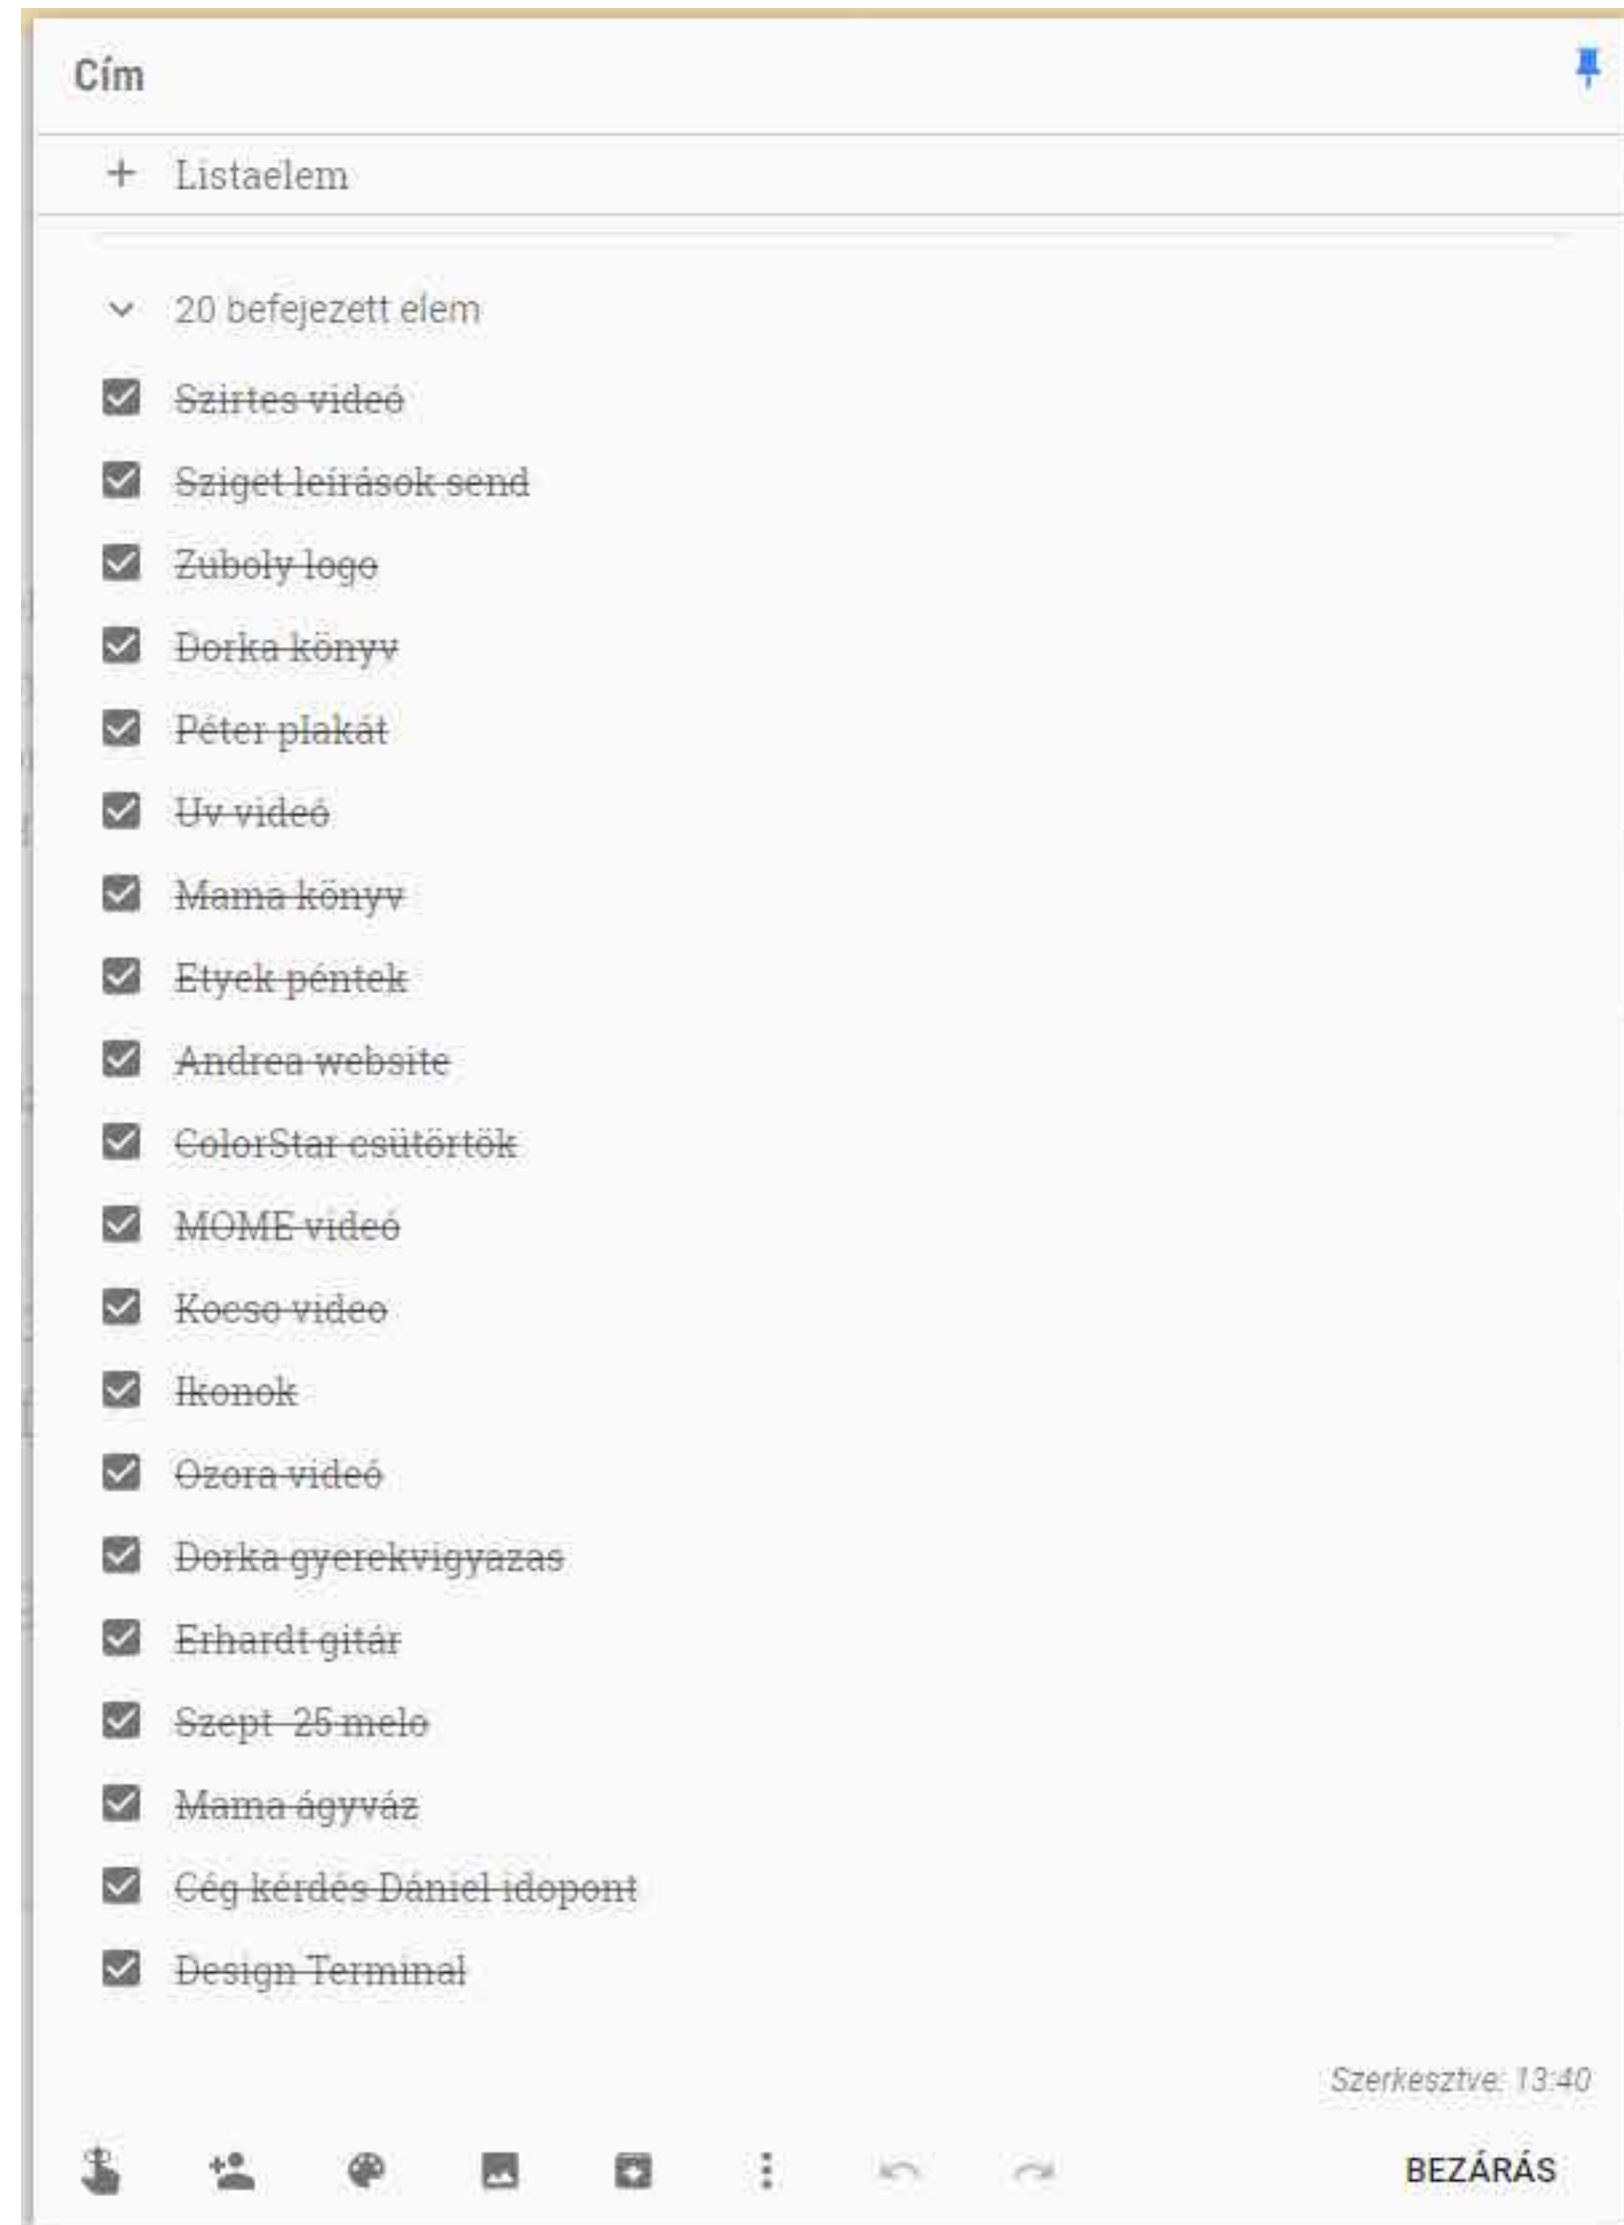 Cím
Listaelem
20 befejezett elem
Szirtes videó
Sziget leírások send
Zuboly logo
Dorka könyv
Péter plakát
Uv videó
Mama könyv
Etyek péntek
Andrea website
ColorStar csütörtök
MOME videó
Kocso video
Ikonok
Ozora videó
Dorka gyerekvigyazas
Erhardt gitár
Szept 25 melo
Mama ágyváz
Cég kérdés Dániel idopont
Design Terminal
Szerkesztve: 13:40
BEZÁRÁS